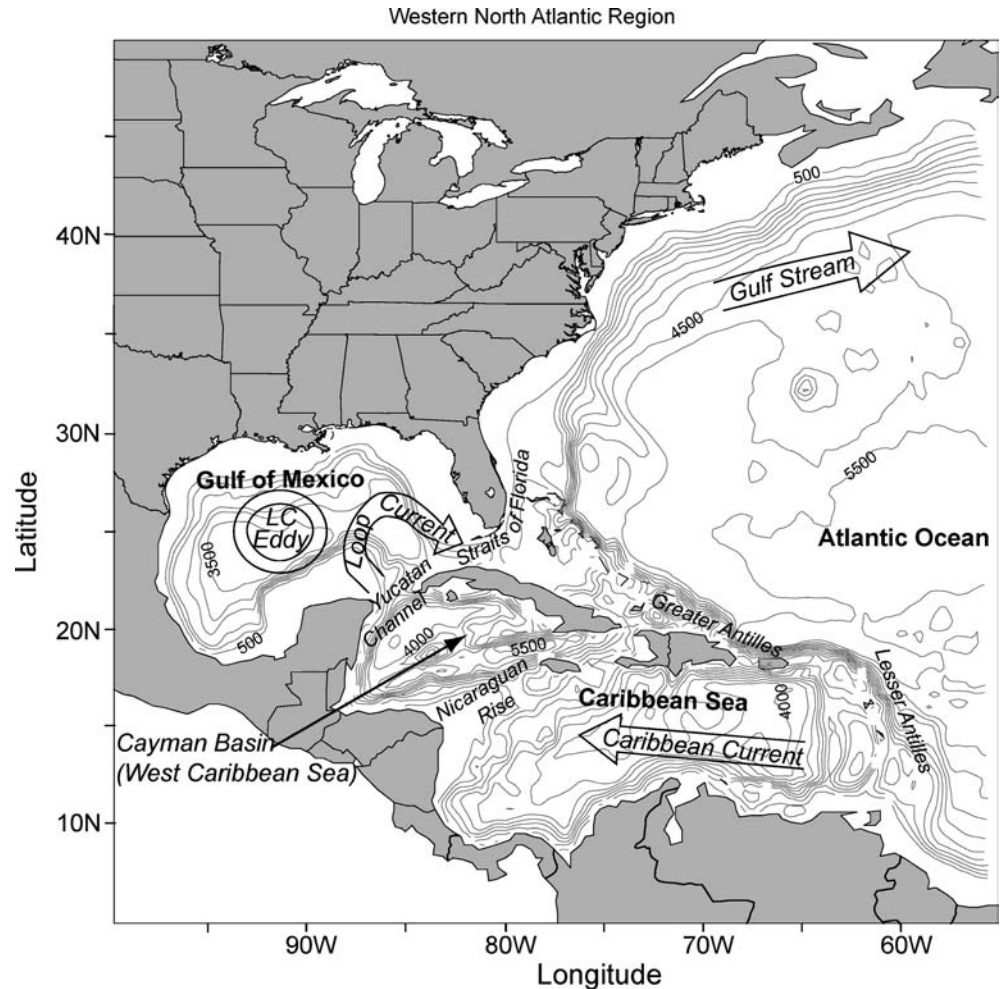 Western North Atlantic Region
500
40N
Gulf Stream
4500
30N
5500
Gulf of Mexico
LC
Eddy
Loop
Current
Straits of Florida
Atlantic Ocean
3500
Latitude
Yucatan
Channel
Greater Antilles
20N
500
4000
5500
Lesser Antilles
Nicaraguan
Rise
Caribbean Sea
4000
Caribbean Current
Cayman Basin
(West Caribbean Sea)
10N
90W
80W
70W
60W
Longitude